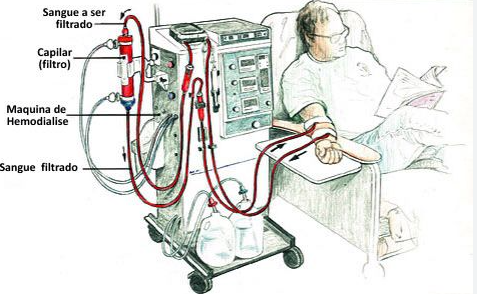 Sangue a ser
filtrado
Capilar
(filtro)
Maquina de
Hemodialise
Sangue filtrado